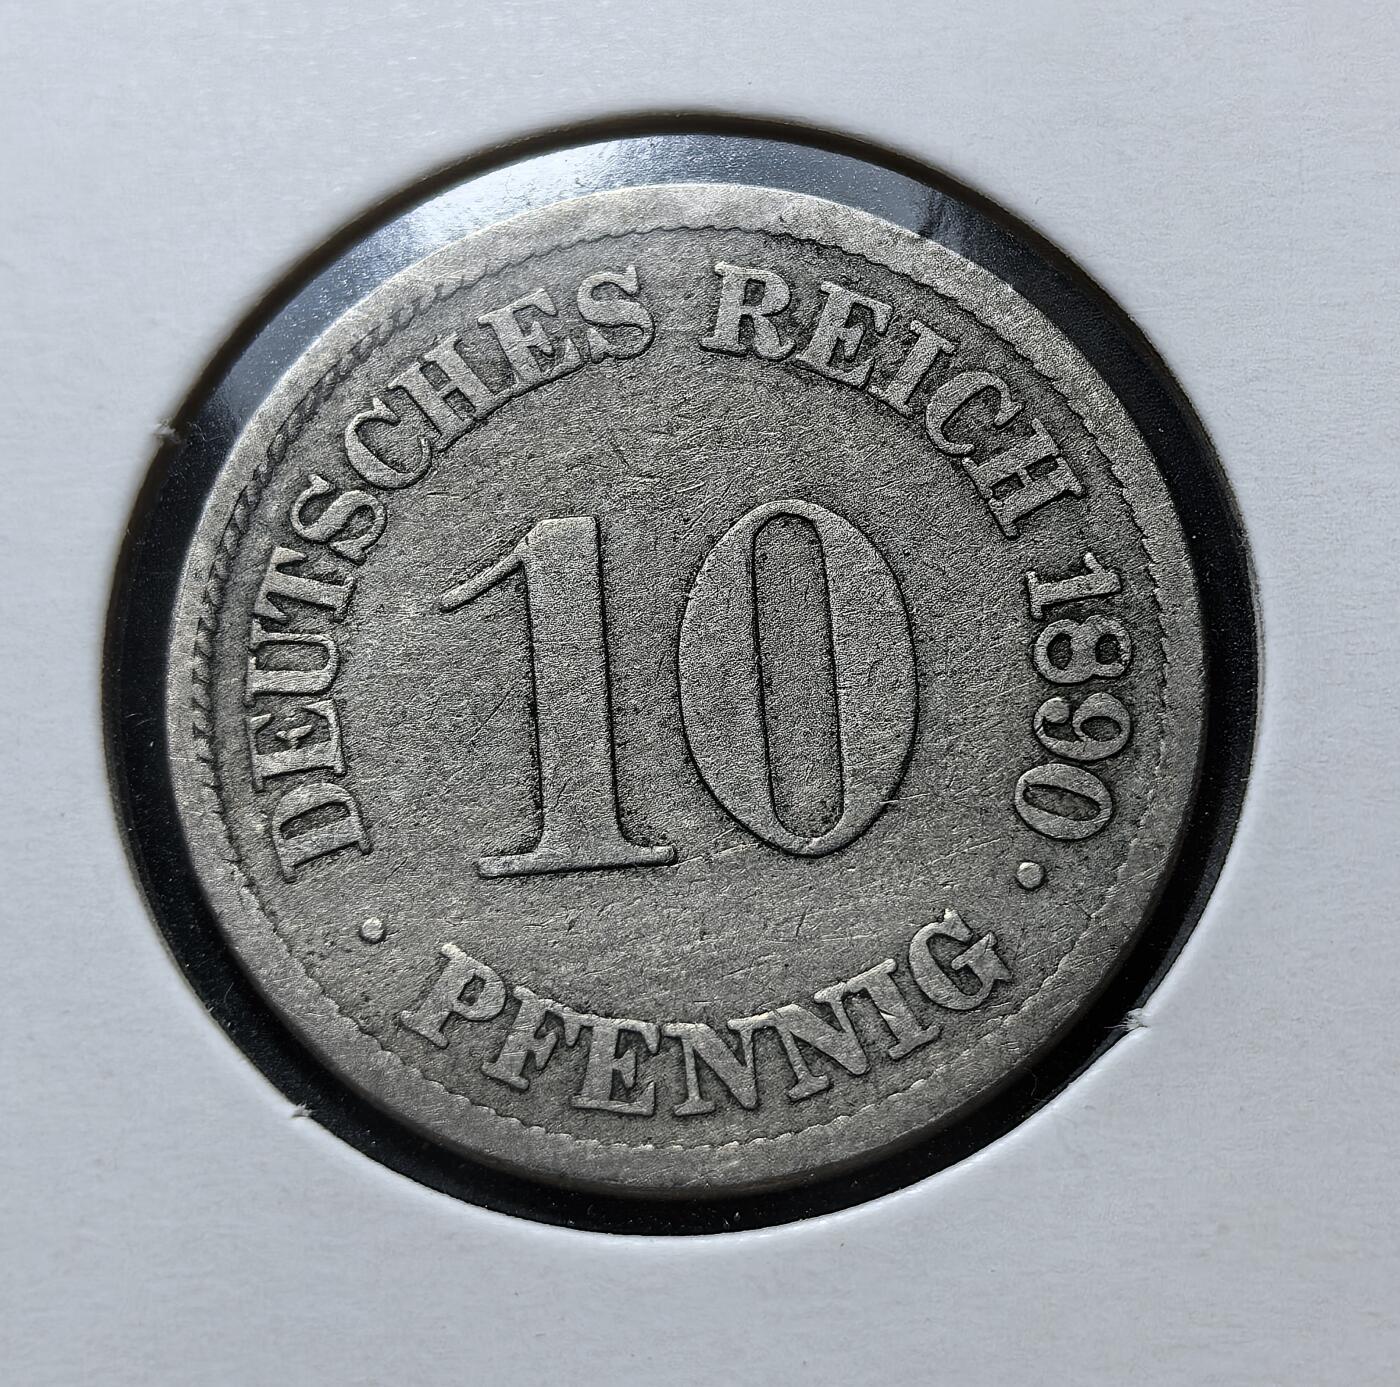 DEUTSCHES REICH 1890 .
10
. PFENNIG